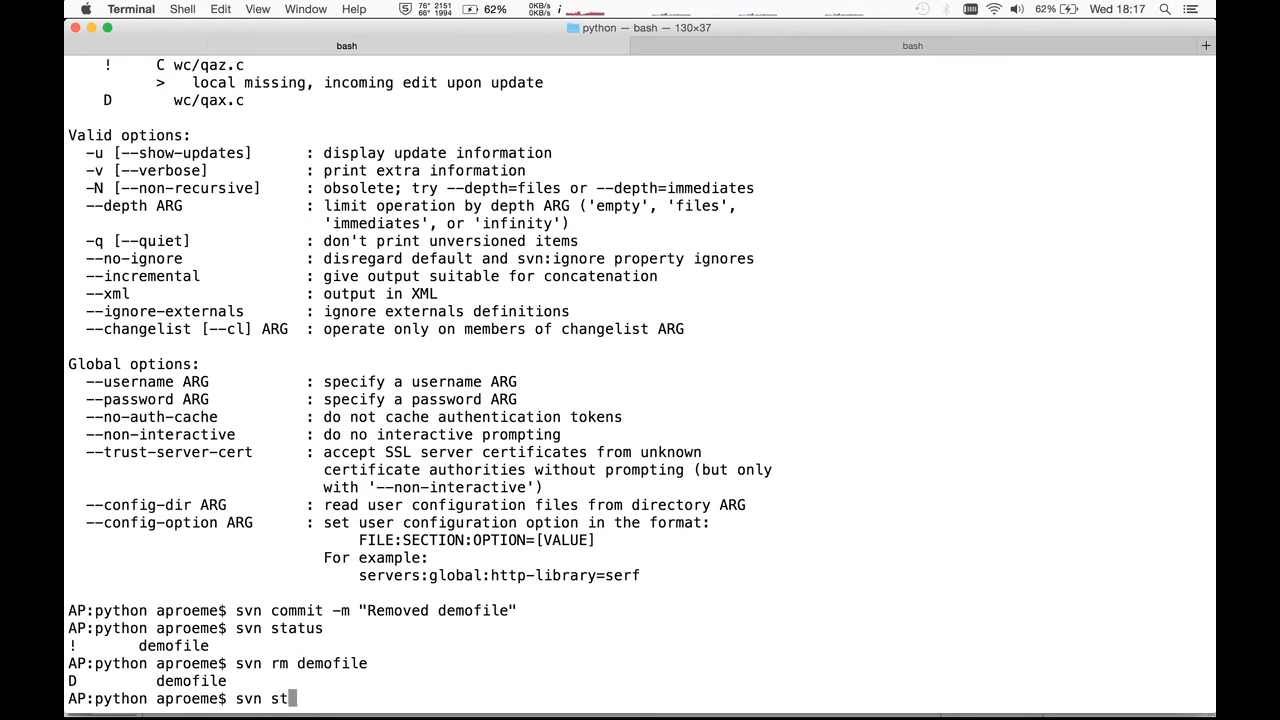 Terminal Shell Edit View Window Help 76° 2151 66° 1994 62% 0KB/s 0KB/s 62% Wed 18:17
python — bash — 130×37
bash bash +
! C wc/qaz.c
> local missing, incoming edit upon update
D wc/qax.c
Valid options:
-u [--show-updates] : display update information
-v [--verbose] : print extra information
-N [--non-recursive] : obsolete; try --depth=files or --depth=immediates
--depth ARG : limit operation by depth ARG ('empty', 'files',
'immediates', or 'infinity')
-q [--quiet] : don't print unversioned items
--no-ignore : disregard default and svn:ignore property ignores
--incremental : give output suitable for concatenation
--xml : output in XML
--ignore-externals : ignore externals definitions
--changelist [--cl] ARG : operate only on members of changelist ARG
Global options:
--username ARG : specify a username ARG
--password ARG : specify a password ARG
--no-auth-cache : do not cache authentication tokens
--non-interactive : do no interactive prompting
--trust-server-cert : accept SSL server certificates from unknown
certificate authorities without prompting (but only
with '--non-interactive')
--config-dir ARG : read user configuration files from directory ARG
--config-option ARG : set user configuration option in the format:
FILE:SECTION:OPTION=[VALUE]
For example:
servers:global:http-library=serf
AP:python aproeme$ svn commit -m "Removed demofile"
AP:python aproeme$ svn status
! demofile
AP:python aproeme$ svn rm demofile
D demofile
AP:python aproeme$ svn st